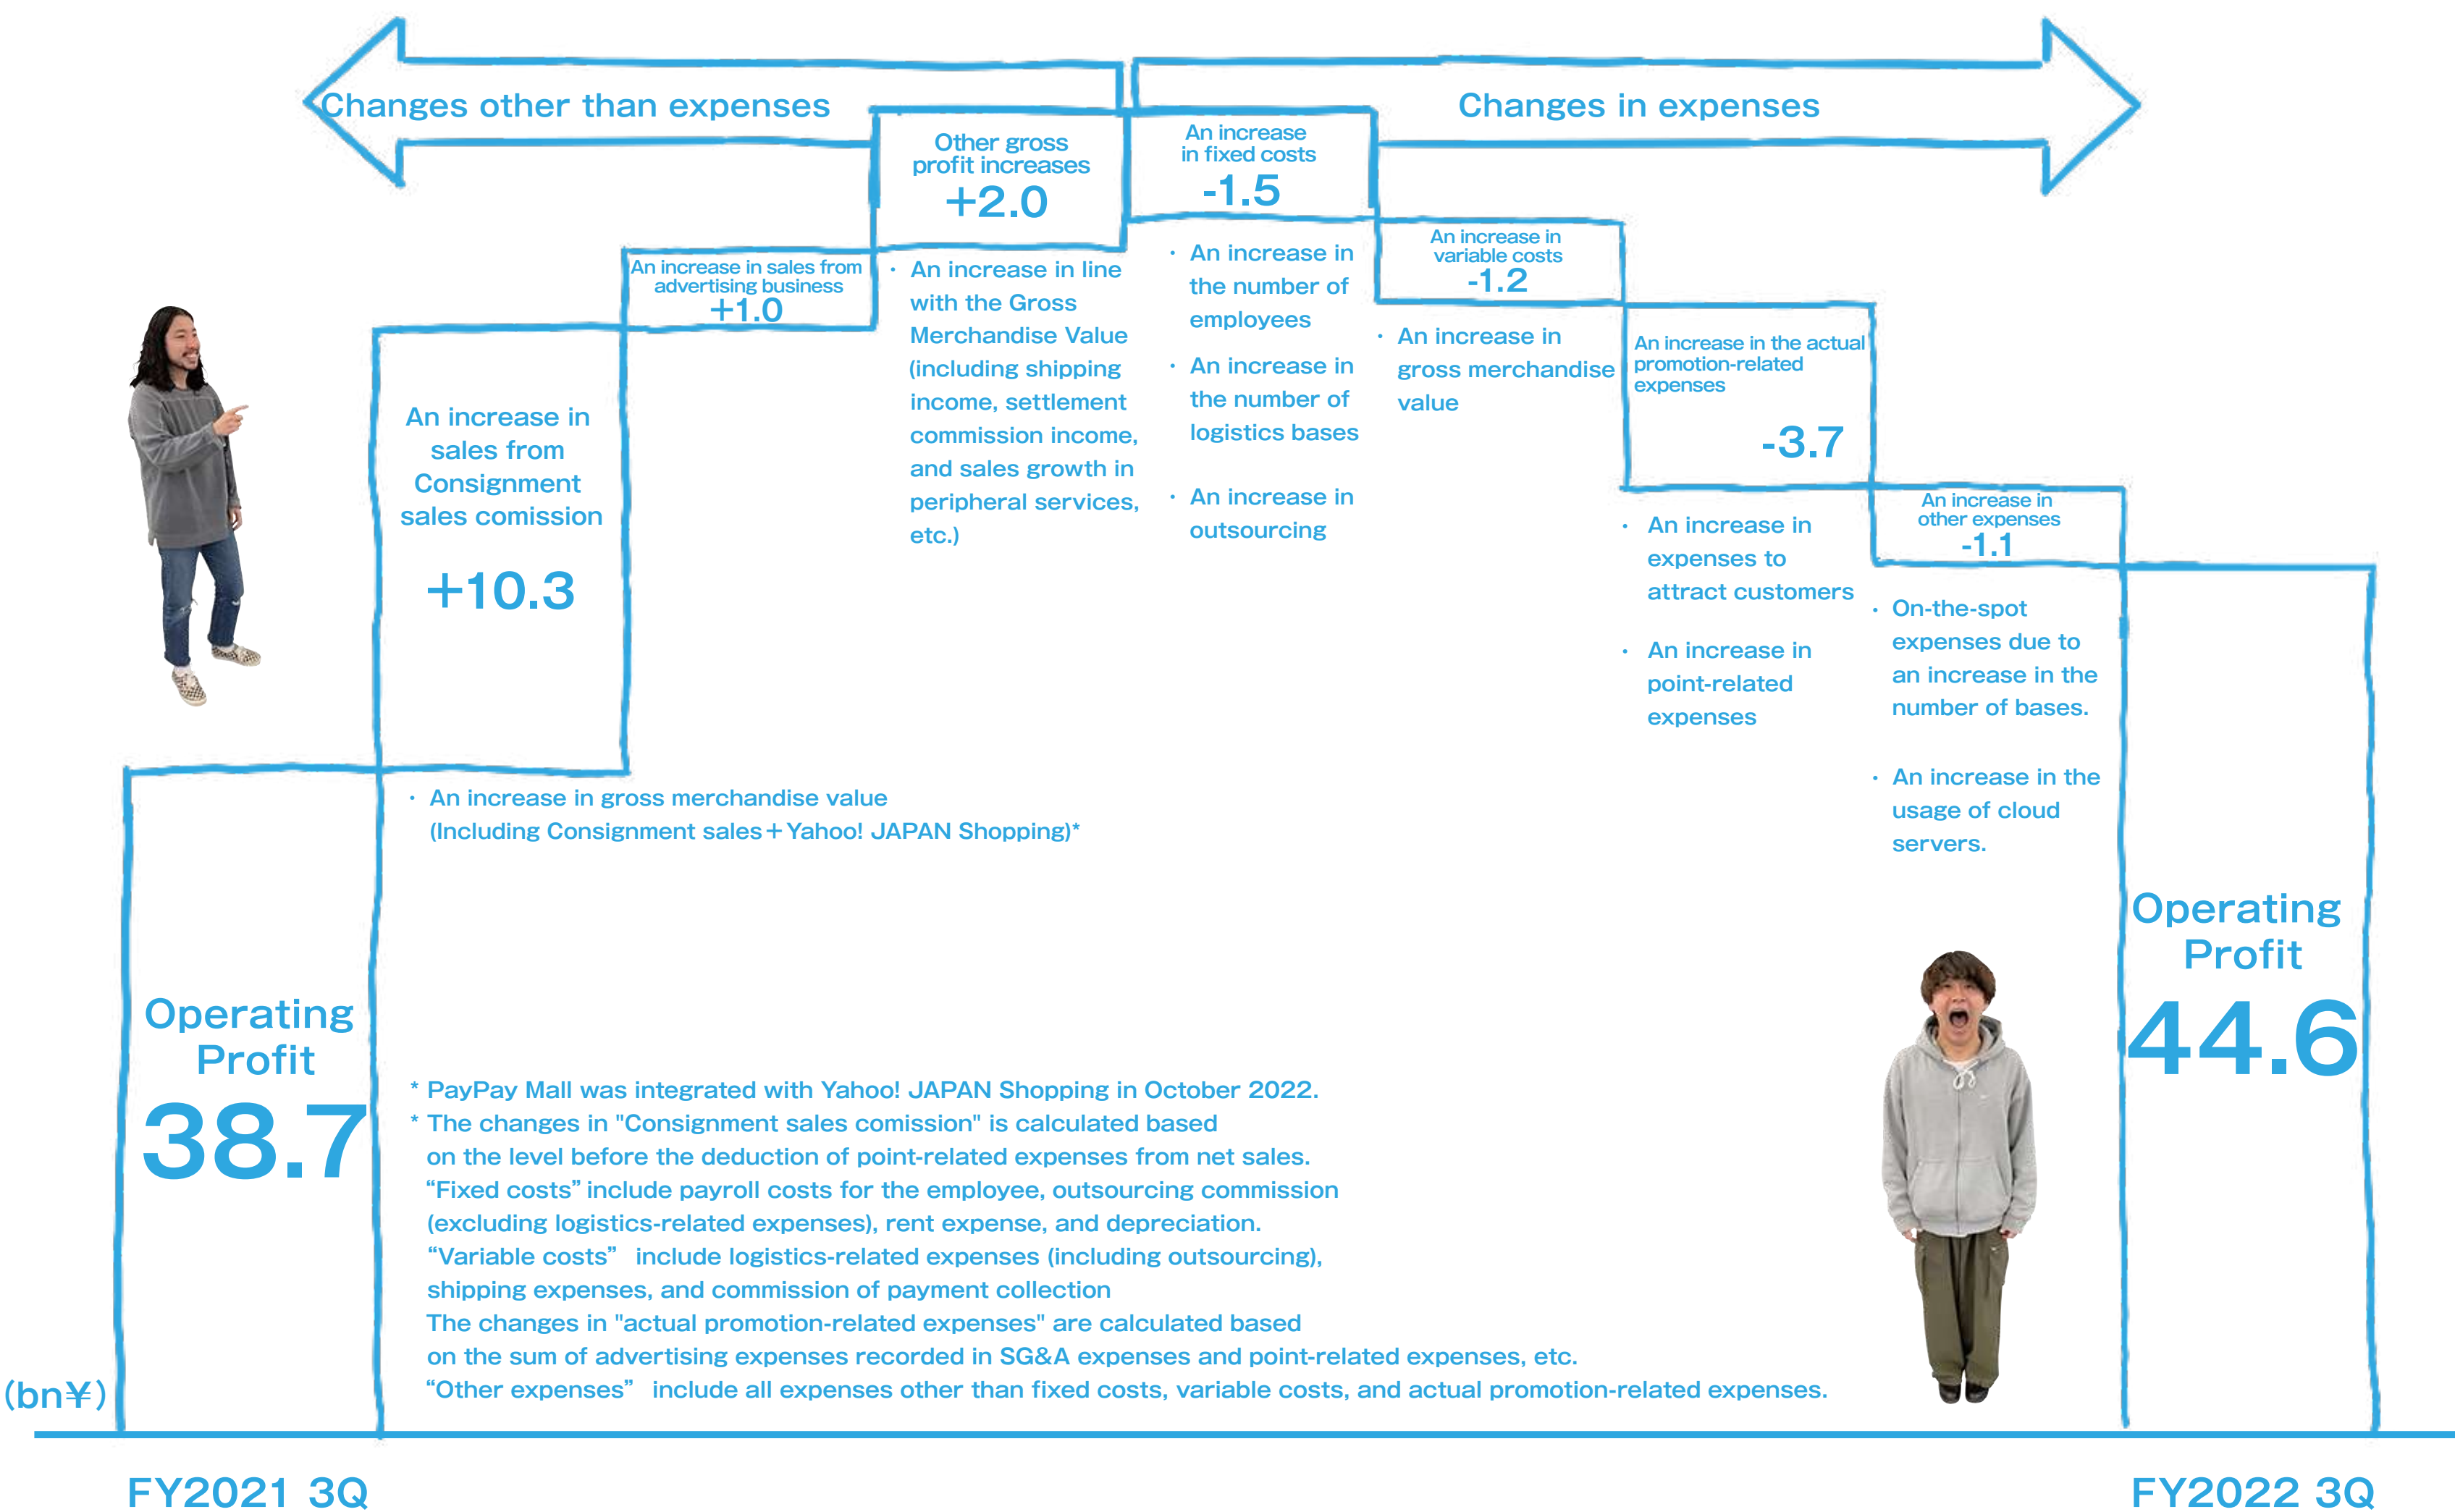 Changes other than expenses
Changes in expenses
Other gross
profit increases
+2.0
An increase
in fixed costs
-1.5
An increase in sales from
advertising business
+1.0
・ An increase in line
with the Gross
Merchandise Value
(including shipping
income, settlement
commission income,
and sales growth in
peripheral services,
etc.)
・ An increase in
the number of
employees
・ An increase in
the number of
logistics bases
・ An increase in
outsourcing
An increase in
variable costs
-1.2
・ An increase in
gross merchandise
value
An increase in the actual
promotion-related
expenses
-3.7
・ An increase in
expenses to
attract customers
・ An increase in
point-related
expenses
An increase in
other expenses
-1.1
・ On-the-spot
expenses due to
an increase in the
number of bases.
・ An increase in the
usage of cloud
servers.
An increase in
sales from
Consignment
sales comission
+10.3
・ An increase in gross merchandise value
(Including Consignment sales+Yahoo! JAPAN Shopping)*
Operating
Profit
38.7
Operating
Profit
44.6
* PayPay Mall was integrated with Yahoo! JAPAN Shopping in October 2022.
* The changes in "Consignment sales comission" is calculated based
on the level before the deduction of point-related expenses from net sales.
“Fixed costs” include payroll costs for the employee, outsourcing commission
(excluding logistics-related expenses), rent expense, and depreciation.
“Variable costs” include logistics-related expenses (including outsourcing),
shipping expenses, and commission of payment collection
The changes in "actual promotion-related expenses" are calculated based
on the sum of advertising expenses recorded in SG&A expenses and point-related expenses, etc.
“Other expenses” include all expenses other than fixed costs, variable costs, and actual promotion-related expenses.
(bn¥)
FY2021 3Q
FY2022 3Q